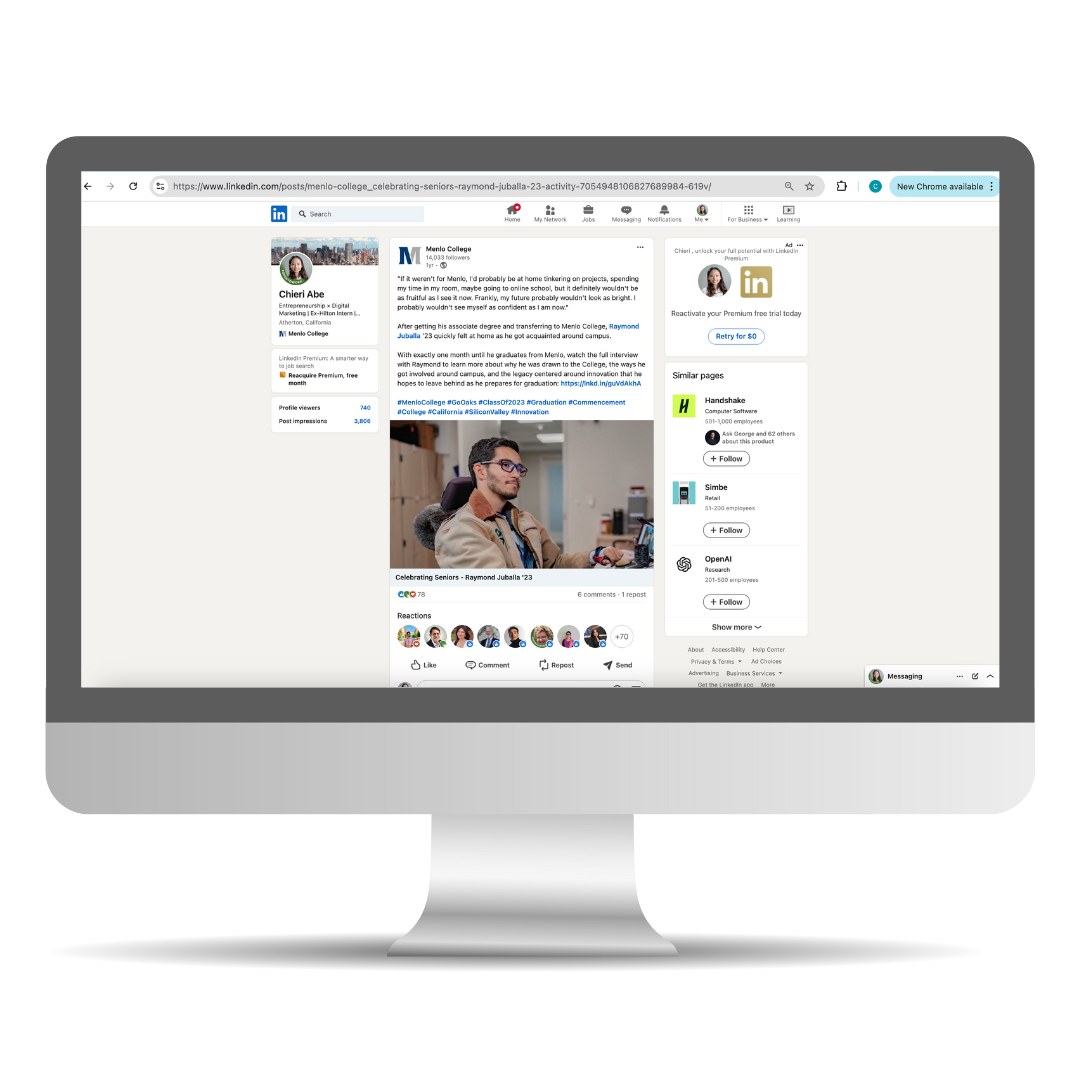 https://www.linkedin.com/posts/menlo-college_celebrating-seniors-raymond-juballa-23-activity-7054948106827689984-619v/
C
New Chrome available
in
Search
Home
My Network
Jobs
Messaging
Notifications
Me
For Business
Learning
Chieri Abe
Entrepreneurship × Digital
Marketing | Ex-Hilton Intern |...
Atherton, California
Menlo College
LinkedIn Premium: A smarter way
to job search
Reacquire Premium, free
month
Profile viewers 740
Post impressions 3,806
Menlo College
14,033 followers
1yr •
"If it weren't for Menlo, I'd probably be at home tinkering on projects, spending
my time in my room, maybe going to online school, but it definitely wouldn't be
as fruitful as I see it now. Frankly, my future probably wouldn't look as bright. I
probably wouldn't see myself as confident as I am now."
After getting his associate degree and transferring to Menlo College, Raymond
Juballa '23 quickly felt at home as he got acquainted around campus.
With exactly one month until he graduates from Menlo, watch the full interview
with Raymond to learn more about why he was drawn to the College, the ways he
got involved around campus, and the legacy centered around innovation that he
hopes to leave behind as he prepares for graduation: https://lnkd.in/guVdAkhA
#MenloCollege #GoOaks #ClassOf2023 #Graduation #Commencement
#College #California #SiliconValley #Innovation
Celebrating Seniors - Raymond Juballa '23
78
6 comments · 1 repost
Reactions
+70
Like
Comment
Repost
Send
Ad
Chieri , unlock your full potential with LinkedIn
Premium
in
Reactivate your Premium free trial today
Retry for $0
Similar pages
Handshake
Computer Software
501-1,000 employees
Ask George and 62 others
about this product
+ Follow
Simbe
Retail
51-200 employees
+ Follow
OpenAI
Research
201-500 employees
+ Follow
Show more
About Accessibility Help Center
Privacy & Terms Ad Choices
Advertising Business Services
Get the LinkedIn app More
Messaging